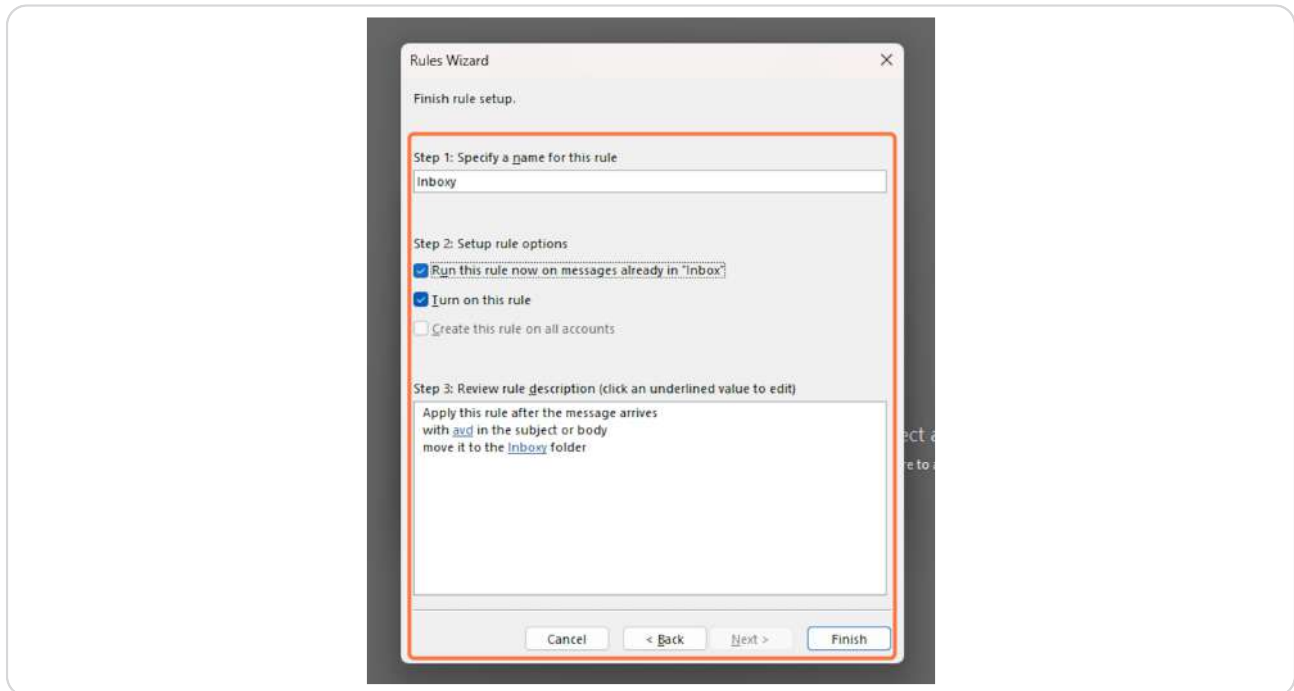 Rules Wizard
Finish rule setup.
Step 1: Specify a name for this rule
Inboxy
Step 2: Setup rule options
Run this rule now on messages already in "Inbox"
Turn on this rule
Create this rule on all accounts
Step 3: Review rule description (click an underlined value to edit)
Apply this rule after the message arrives
with avd in the subject or body
move it to the Inboxy folder
ect a
re to
Cancel < Back Next > Finish